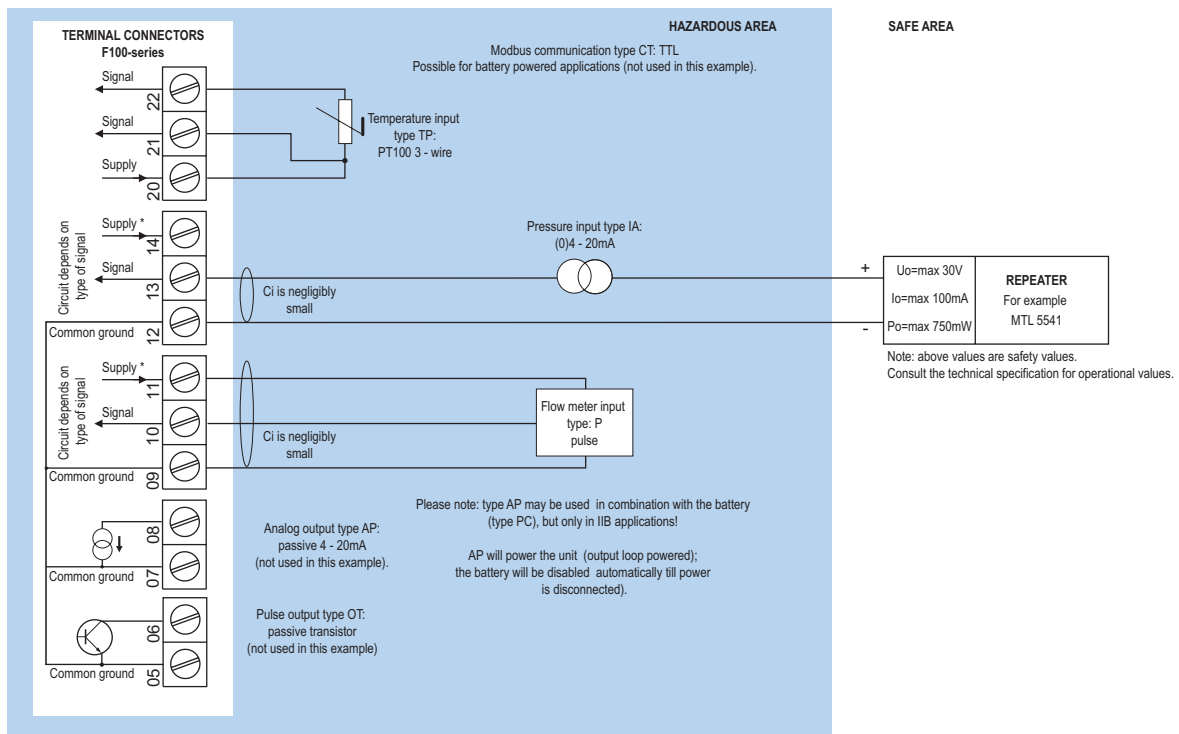 TERMINAL CONNECTORS
F100-series
HAZARDOUS AREA
SAFE AREA
Modbus communication type CT: TTL
Possible for battery powered applications (not used in this example).
Signal
22
Signal
21
Supply
20
Temperature input
type TP:
PT100 3 - wire
Circuit depends on
type of signal
Supply *
14
Signal
13
Common ground
12
Ci is negligibly
small
Pressure input type IA:
(0)4 - 20mA
+
-
Uo=max 30V
Io=max 100mA
Po=max 750mW
REPEATER
For example
MTL 5541
Note: above values are safety values.
Consult the technical specification for operational values.
Circuit depends on
type of signal
Supply *
11
Signal
10
Common ground
09
Ci is negligibly
small
Flow meter input
type: P
pulse
Please note: type AP may be used in combination with the battery
(type PC), but only in IIB applications!
AP will power the unit (output loop powered);
the battery will be disabled automatically till power
is disconnected).
08
Common ground
07
Analog output type AP:
passive 4 - 20mA
(not used in this example).
06
Common ground
05
Pulse output type OT:
passive transistor
(not used in this example)